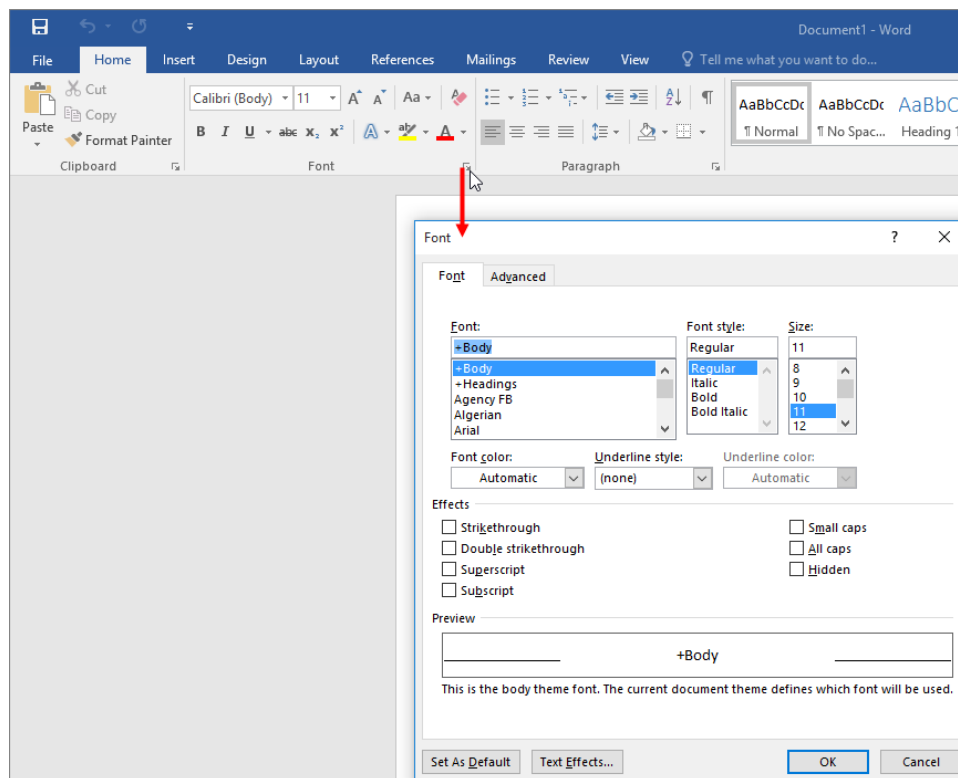 Document1 - Word
File Home Insert Design Layout References Mailings Review View Tell me what you want to do...
Cut
Copy
Paste
Format Painter
Calibri (Body) 11 Aa
B I U abc x₂ x² A aby A
AaBbCcDc AaBbCcDc AaBbC
¶ Normal ¶ No Spac... Heading 1
Clipboard Font Paragraph
Font ? ×
Font Advanced
Font: Font style: Size:
+Body Regular 11
+Body Regular 8
+Headings Italic 9
Agency FB Bold 10
Algerian Bold Italic 11
Arial 12
Font color: Underline style: Underline color:
Automatic (none) Automatic
Effects
Strikethrough Small caps
Double strikethrough All caps
Superscript Hidden
Subscript
Preview
+Body
This is the body theme font. The current document theme defines which font will be used.
Set As Default Text Effects... OK Cancel